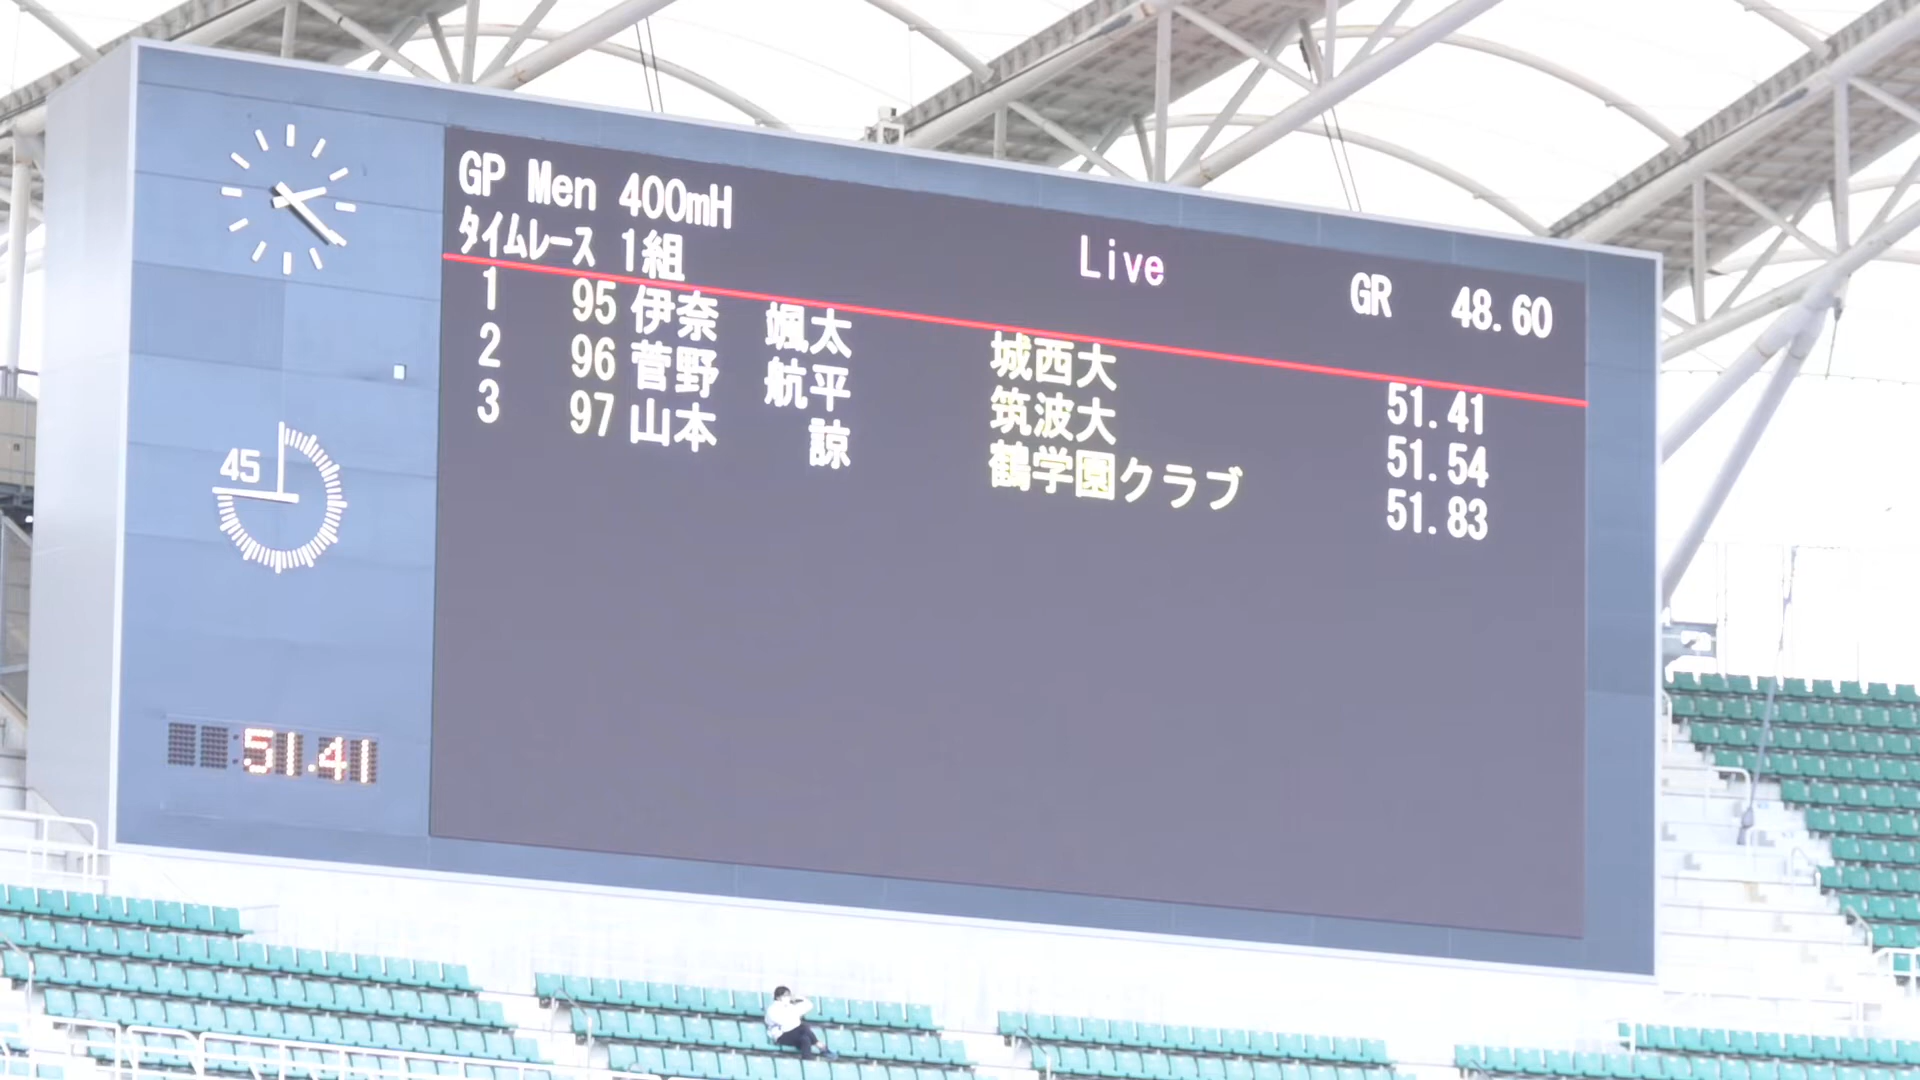 GP Men 400mH
ﾀｲﾑﾚｰｽ 1組 Live GR 48.60
1 95 伊奈 颯太 城西大 51.41
2 96 菅野 航平 筑波大 51.54
3 97 山本 諒 鶴学園クラブ 51.83
45
51.41